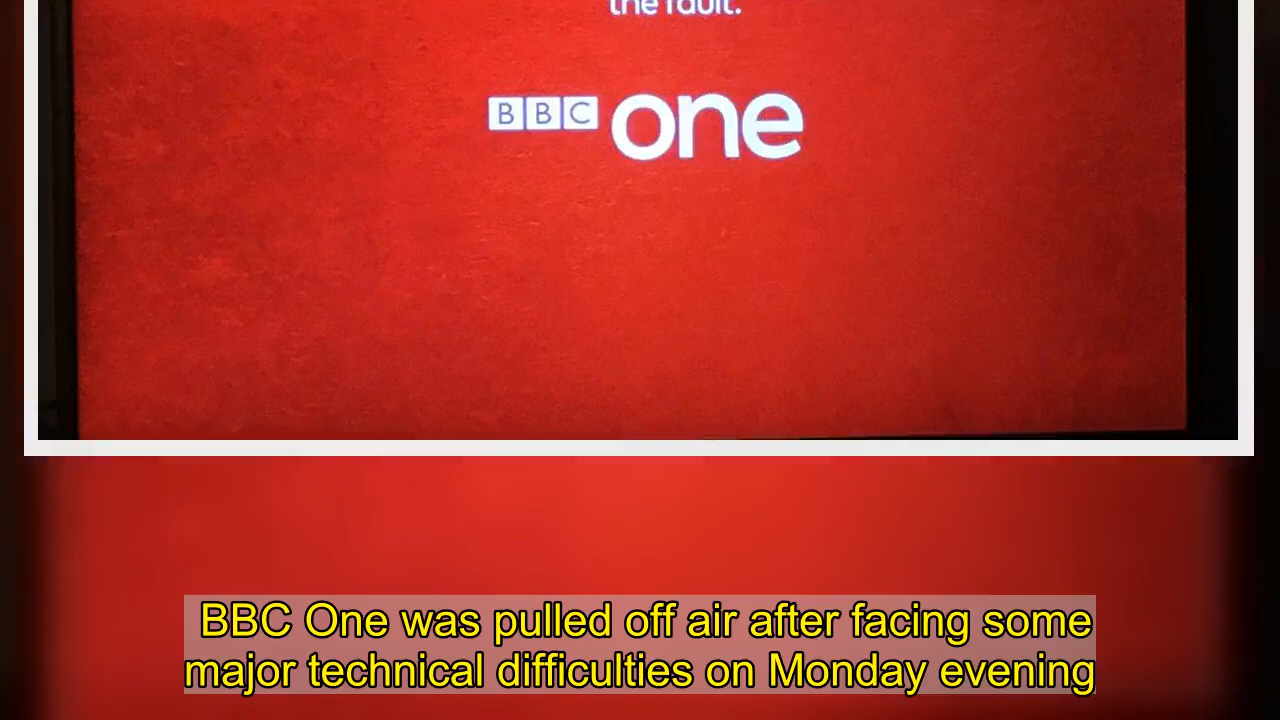 the fault.
BBC one
BBC One was pulled off air after facing some
major technical difficulties on Monday evening